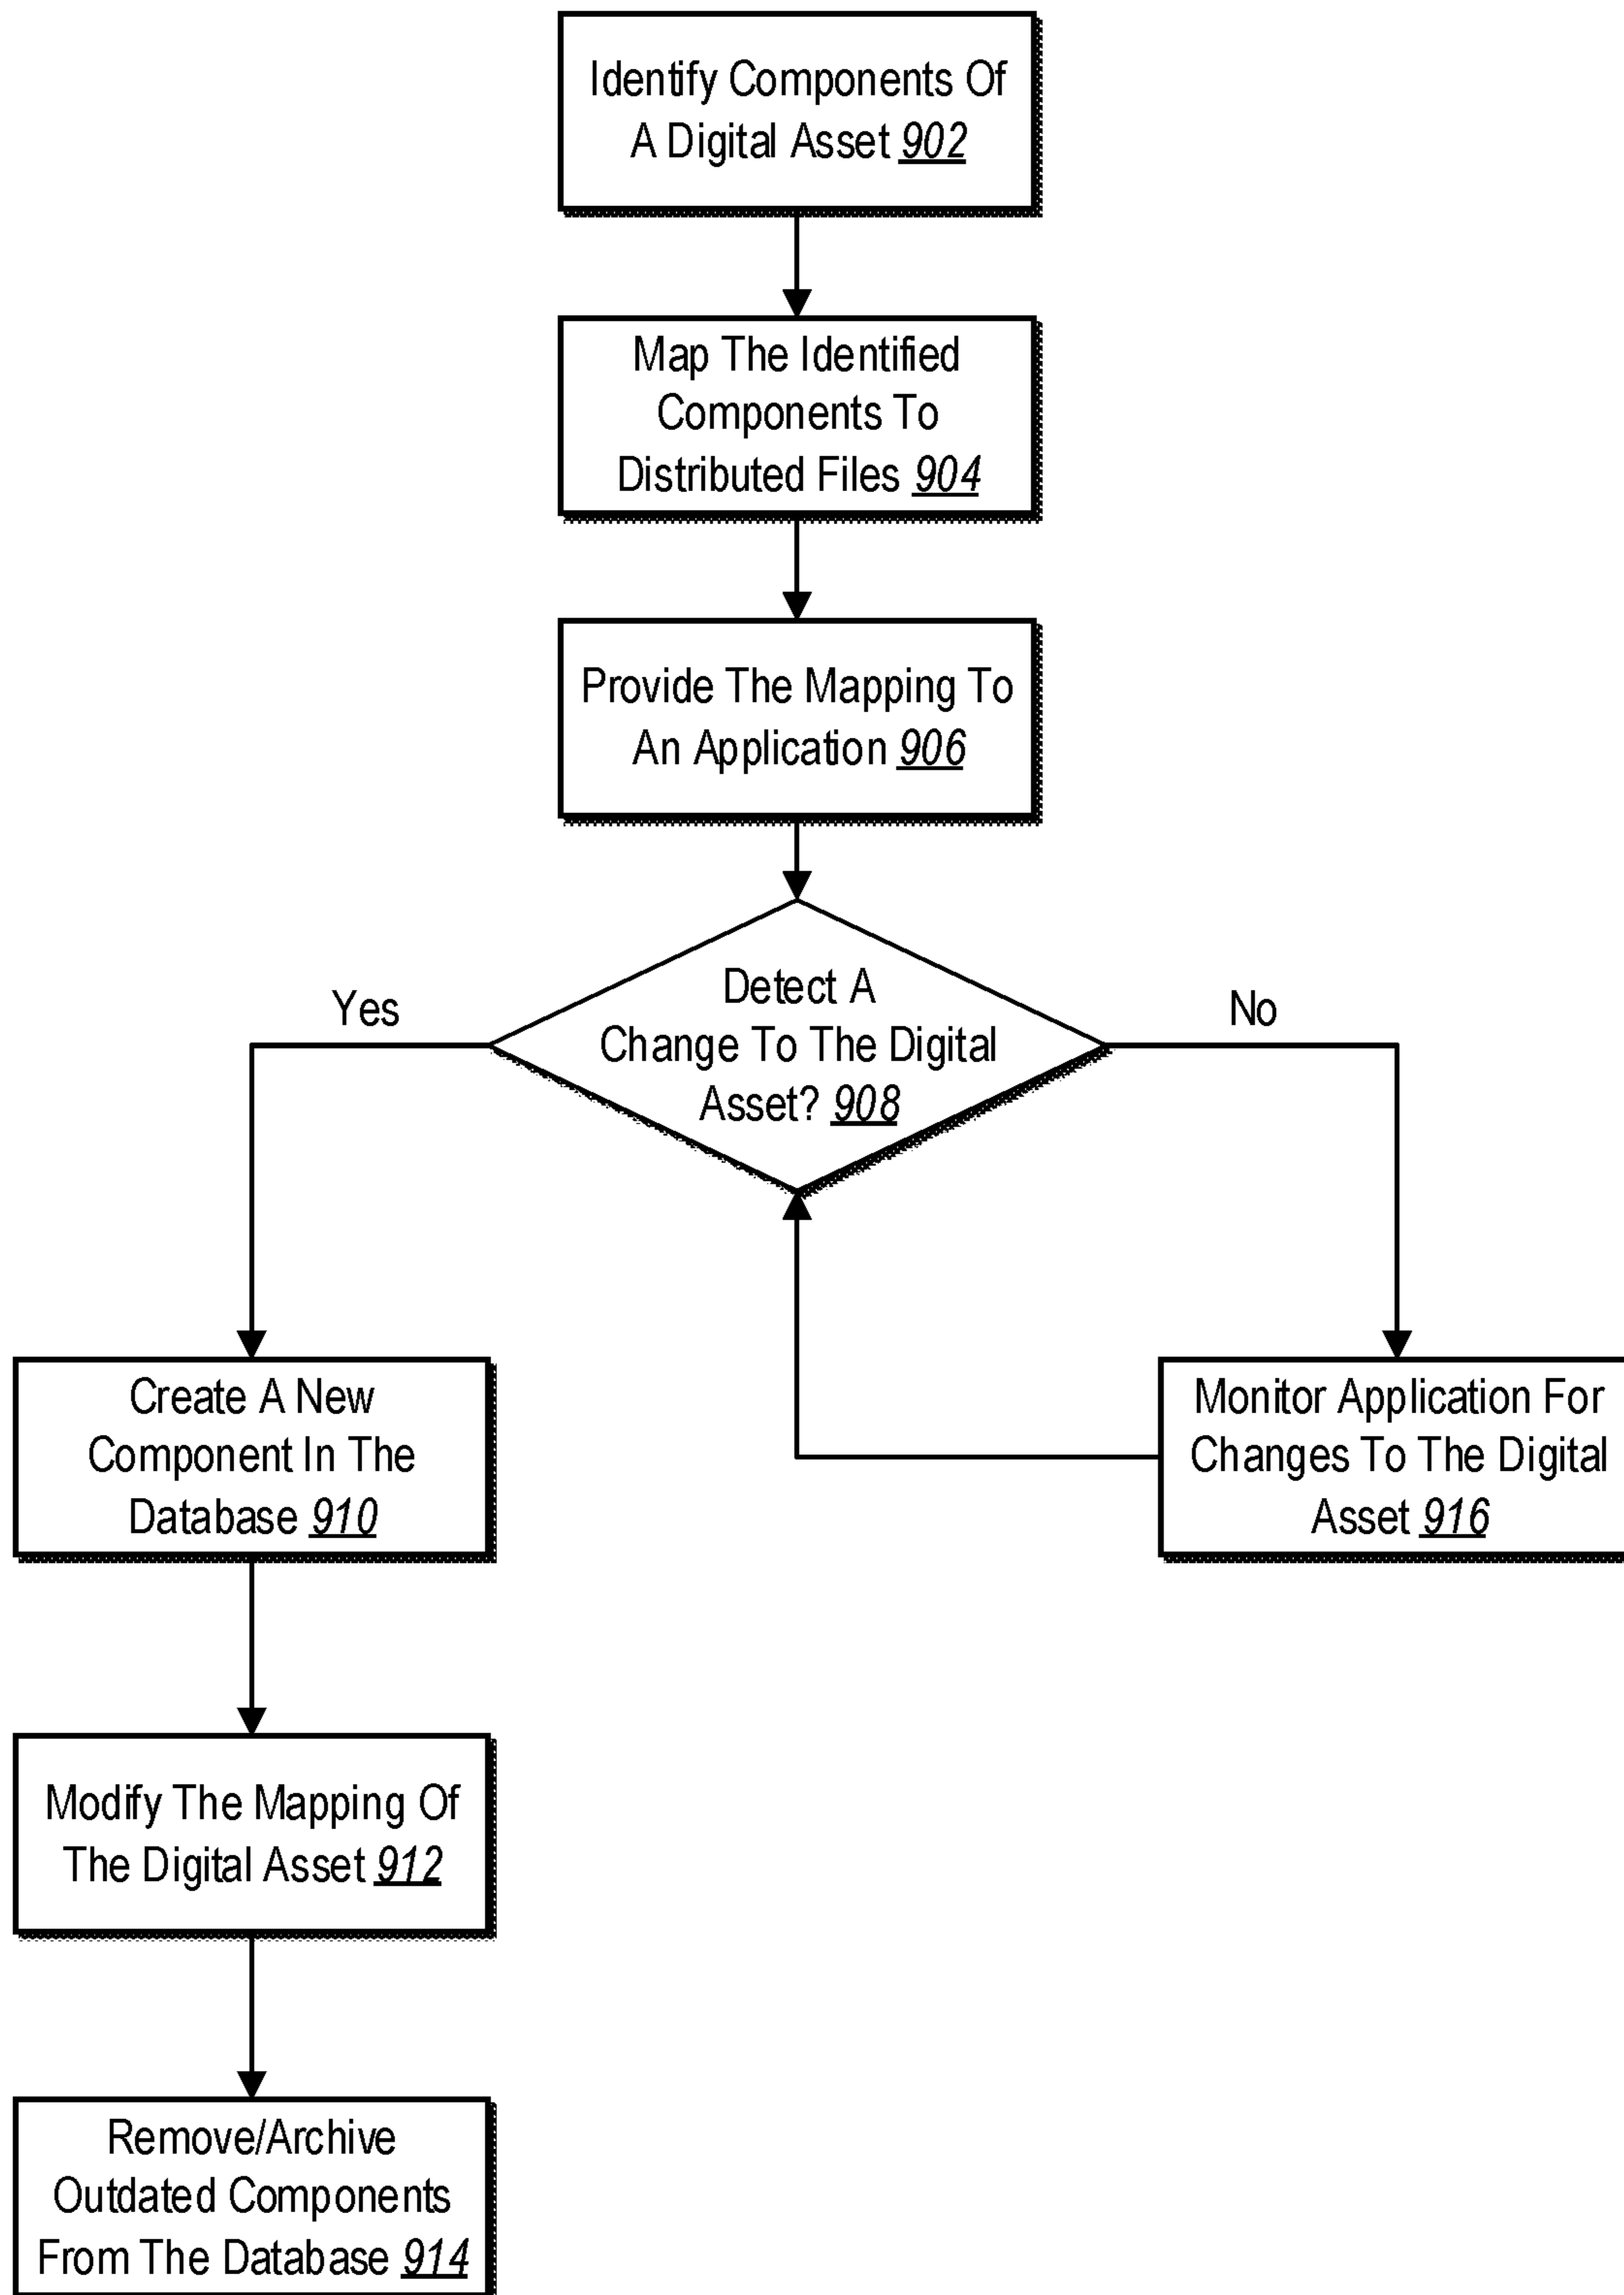 Identify Components Of
A Digital Asset 902
Map The Identified
Components To
Distributed Files 904
Provide The Mapping To
An Application 906
Detect A
Change To The Digital
Asset? 908
Yes
No
Create A New
Component In The
Database 910
Monitor Application For
Changes To The Digital
Asset 916
Modify The Mapping Of
The Digital Asset 912
Remove/Archive
Outdated Components
From The Database 914